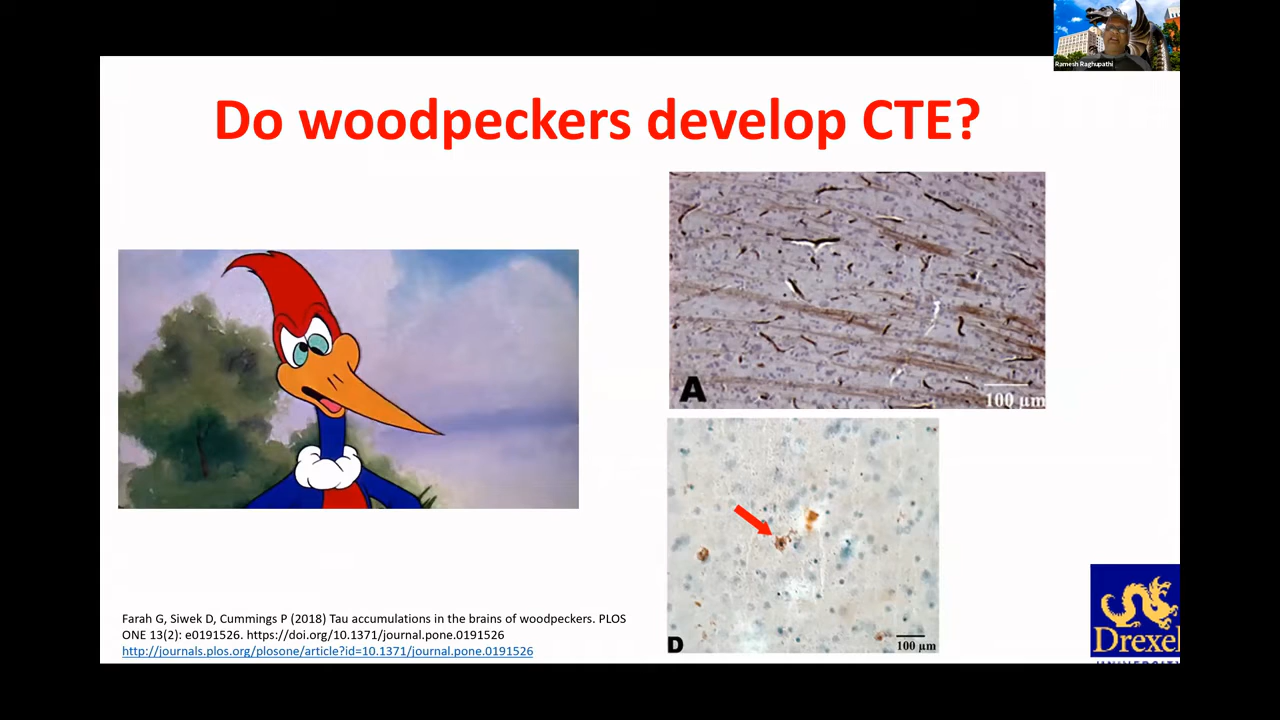 Ramesh Raghupathi
Do woodpeckers develop CTE?
A
100 µm
D
100 µm
Farah G, Siwek D, Cummings P (2018) Tau accumulations in the brains of woodpeckers. PLOS
ONE 13(2): e0191526. https://doi.org/10.1371/journal.pone.0191526
http://journals.plos.org/plosone/article?id=10.1371/journal.pone.0191526
Drexel
UNIVERSITY